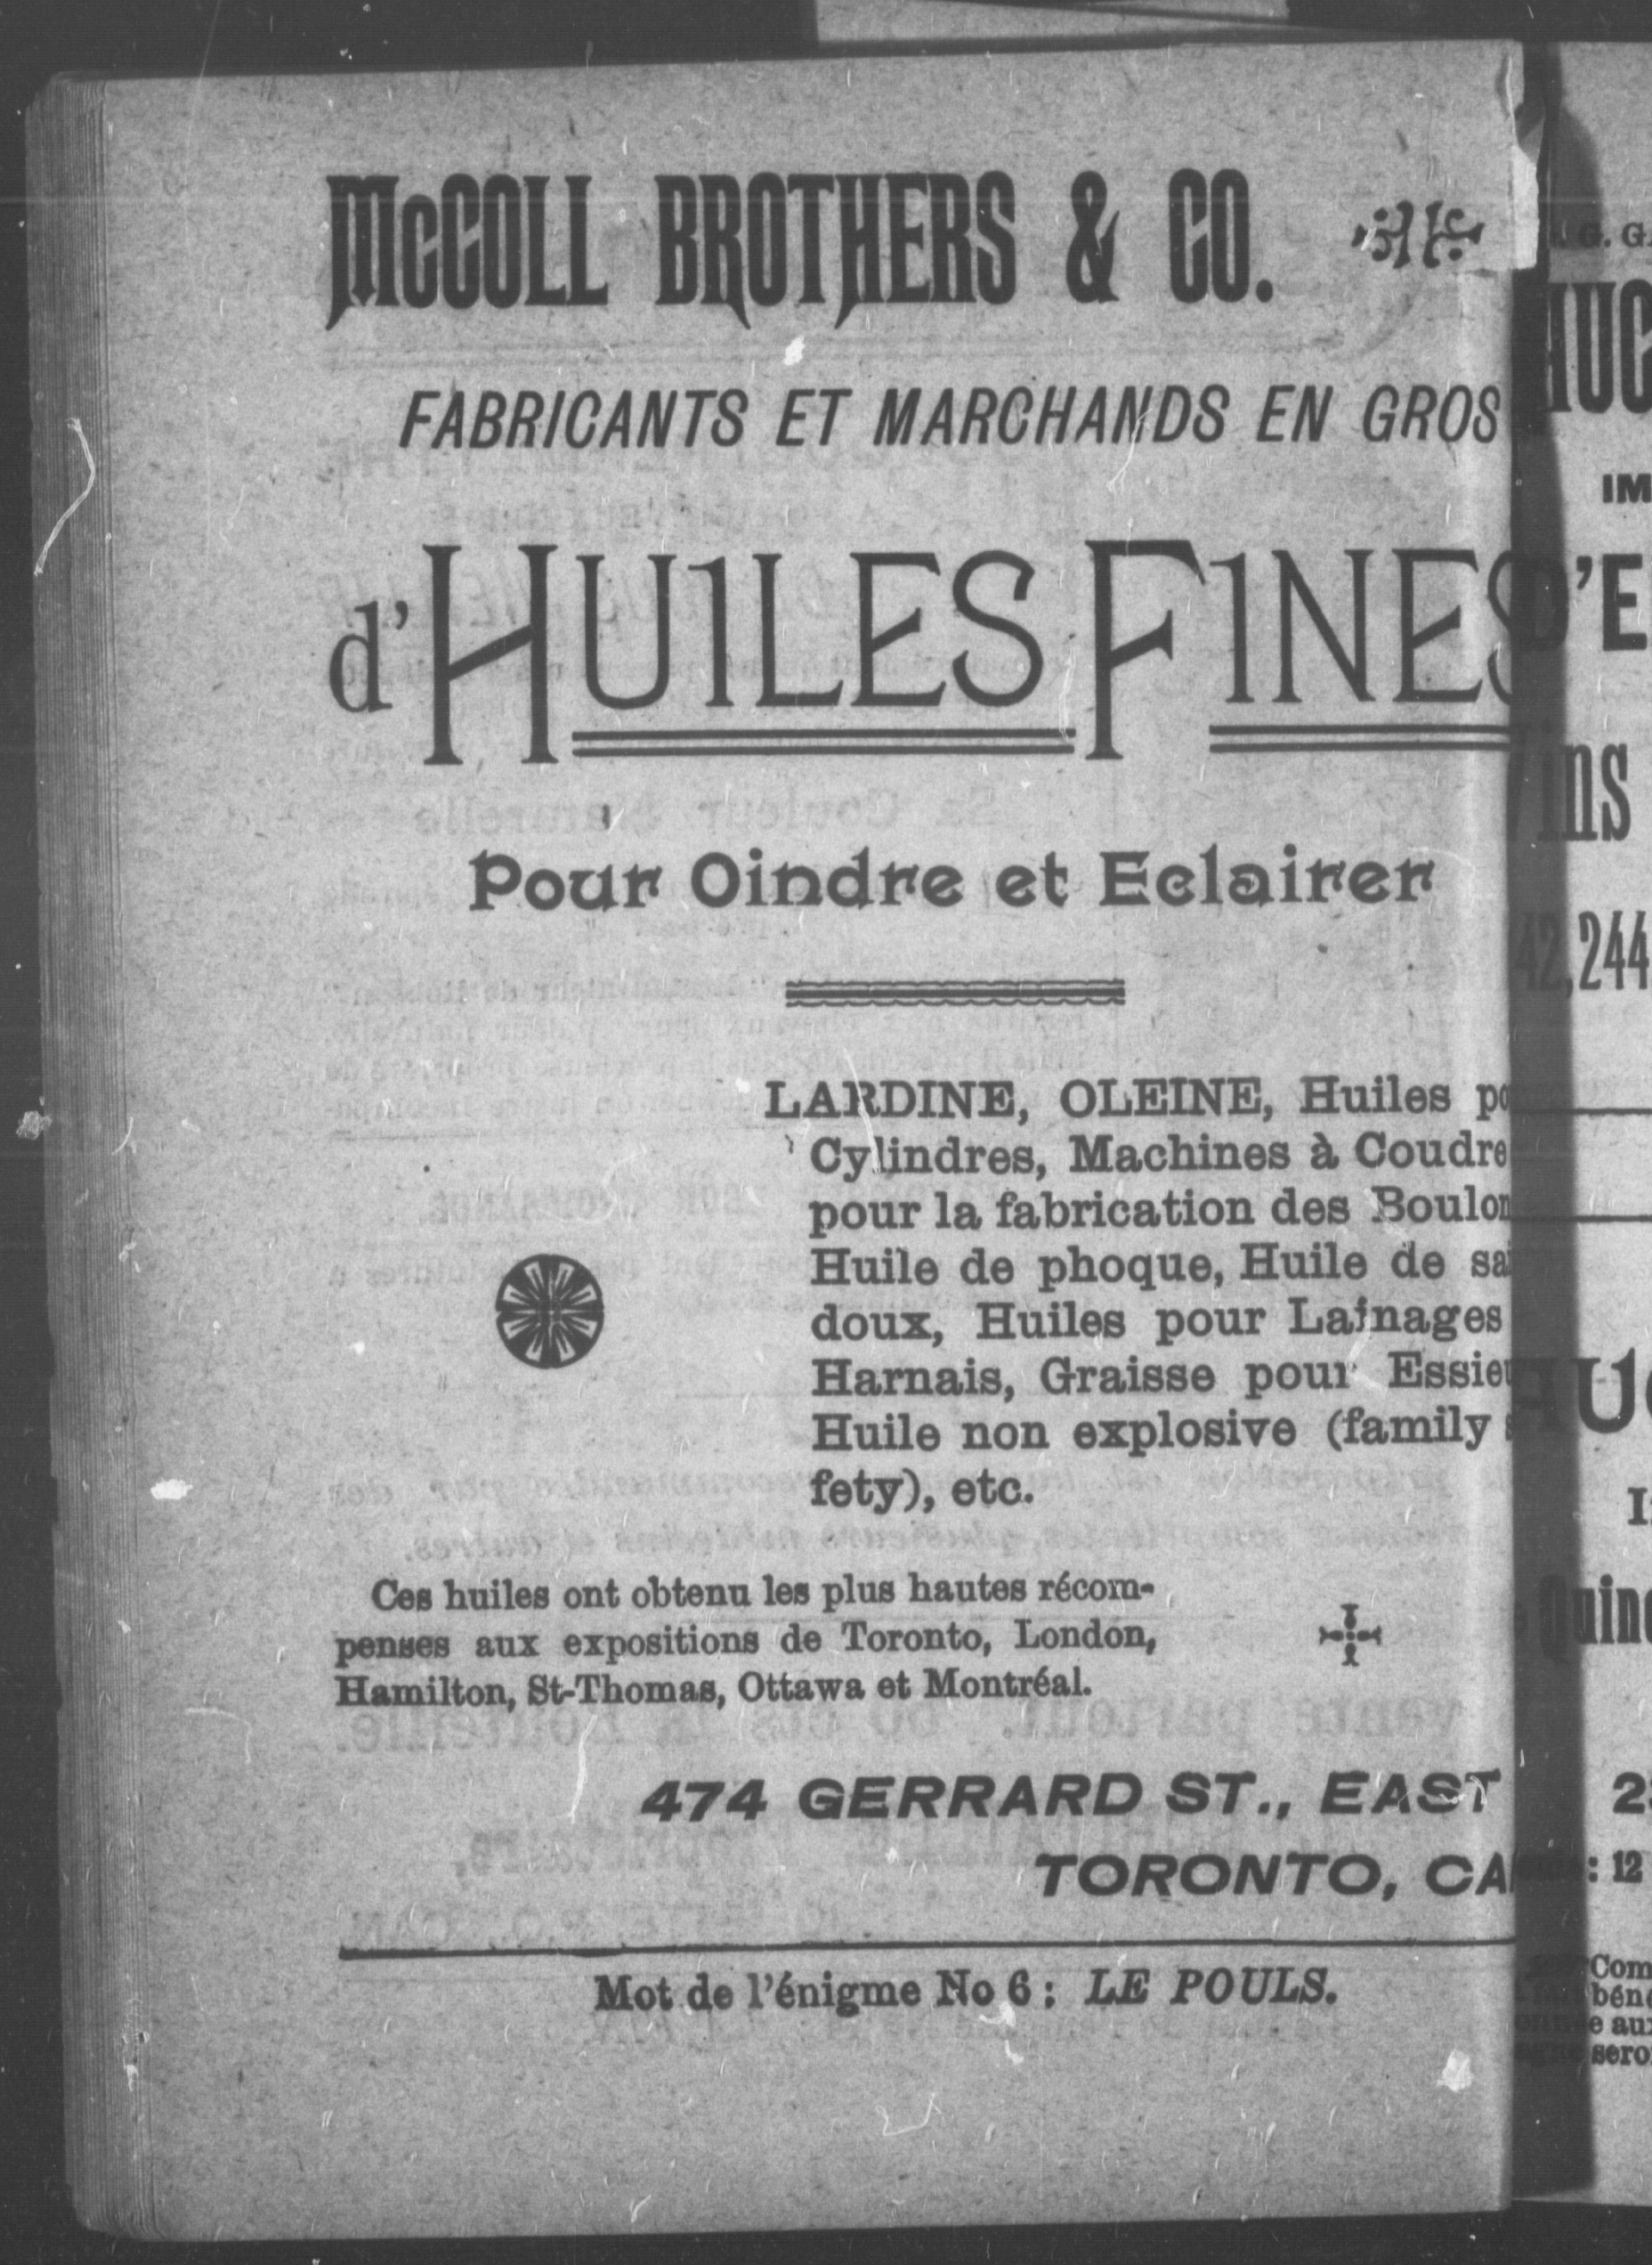 McCOLL BROTHERS & CO.
FABRICANTS ET MARCHANDS EN GROS
d'HUILES FINES
Pour Oindre et Eclairer
LARDINE, OLEINE, Huiles
Cylindres, Machines à Coudre
pour la fabrication des
Huile de phoque, Huile de
doux, Huiles pour Lainages
Harnais, Graisse pour
Huile non explosive (family
fety), etc.
Ces huiles ont obtenu les plus hautes récom-
penses aux expositions de Toronto, London,
Hamilton, St-Thomas, Ottawa et Montréal.
474 GERRARD ST., EAST
TORONTO,
Mot de l'énigme No 6 : LE POULS.